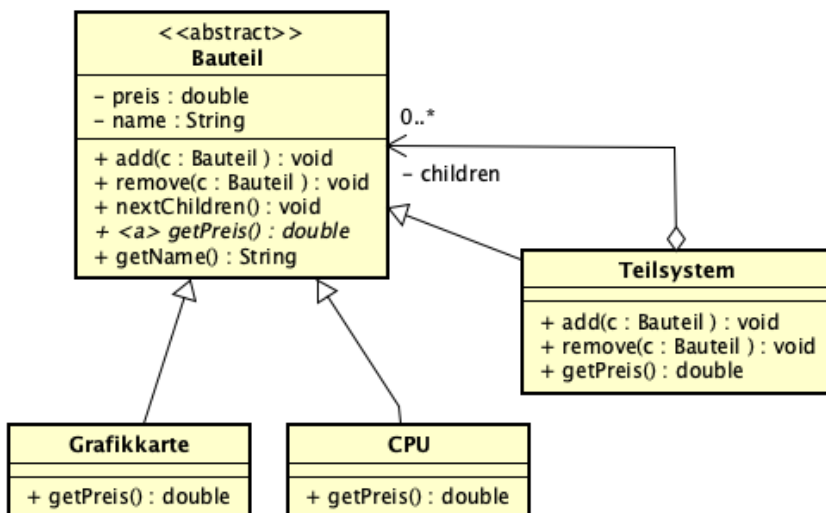 <<abstract>>
Bauteil
– preis : double
– name : String
+ add(c : Bauteil ) : void
+ remove(c : Bauteil ) : void
+ nextChildren() : void
+ <a> getPreis() : double
+ getName() : String
0..*
– children
Teilsystem
+ add(c : Bauteil ) : void
+ remove(c : Bauteil ) : void
+ getPreis() : double
Grafikkarte
+ getPreis() : double
CPU
+ getPreis() : double